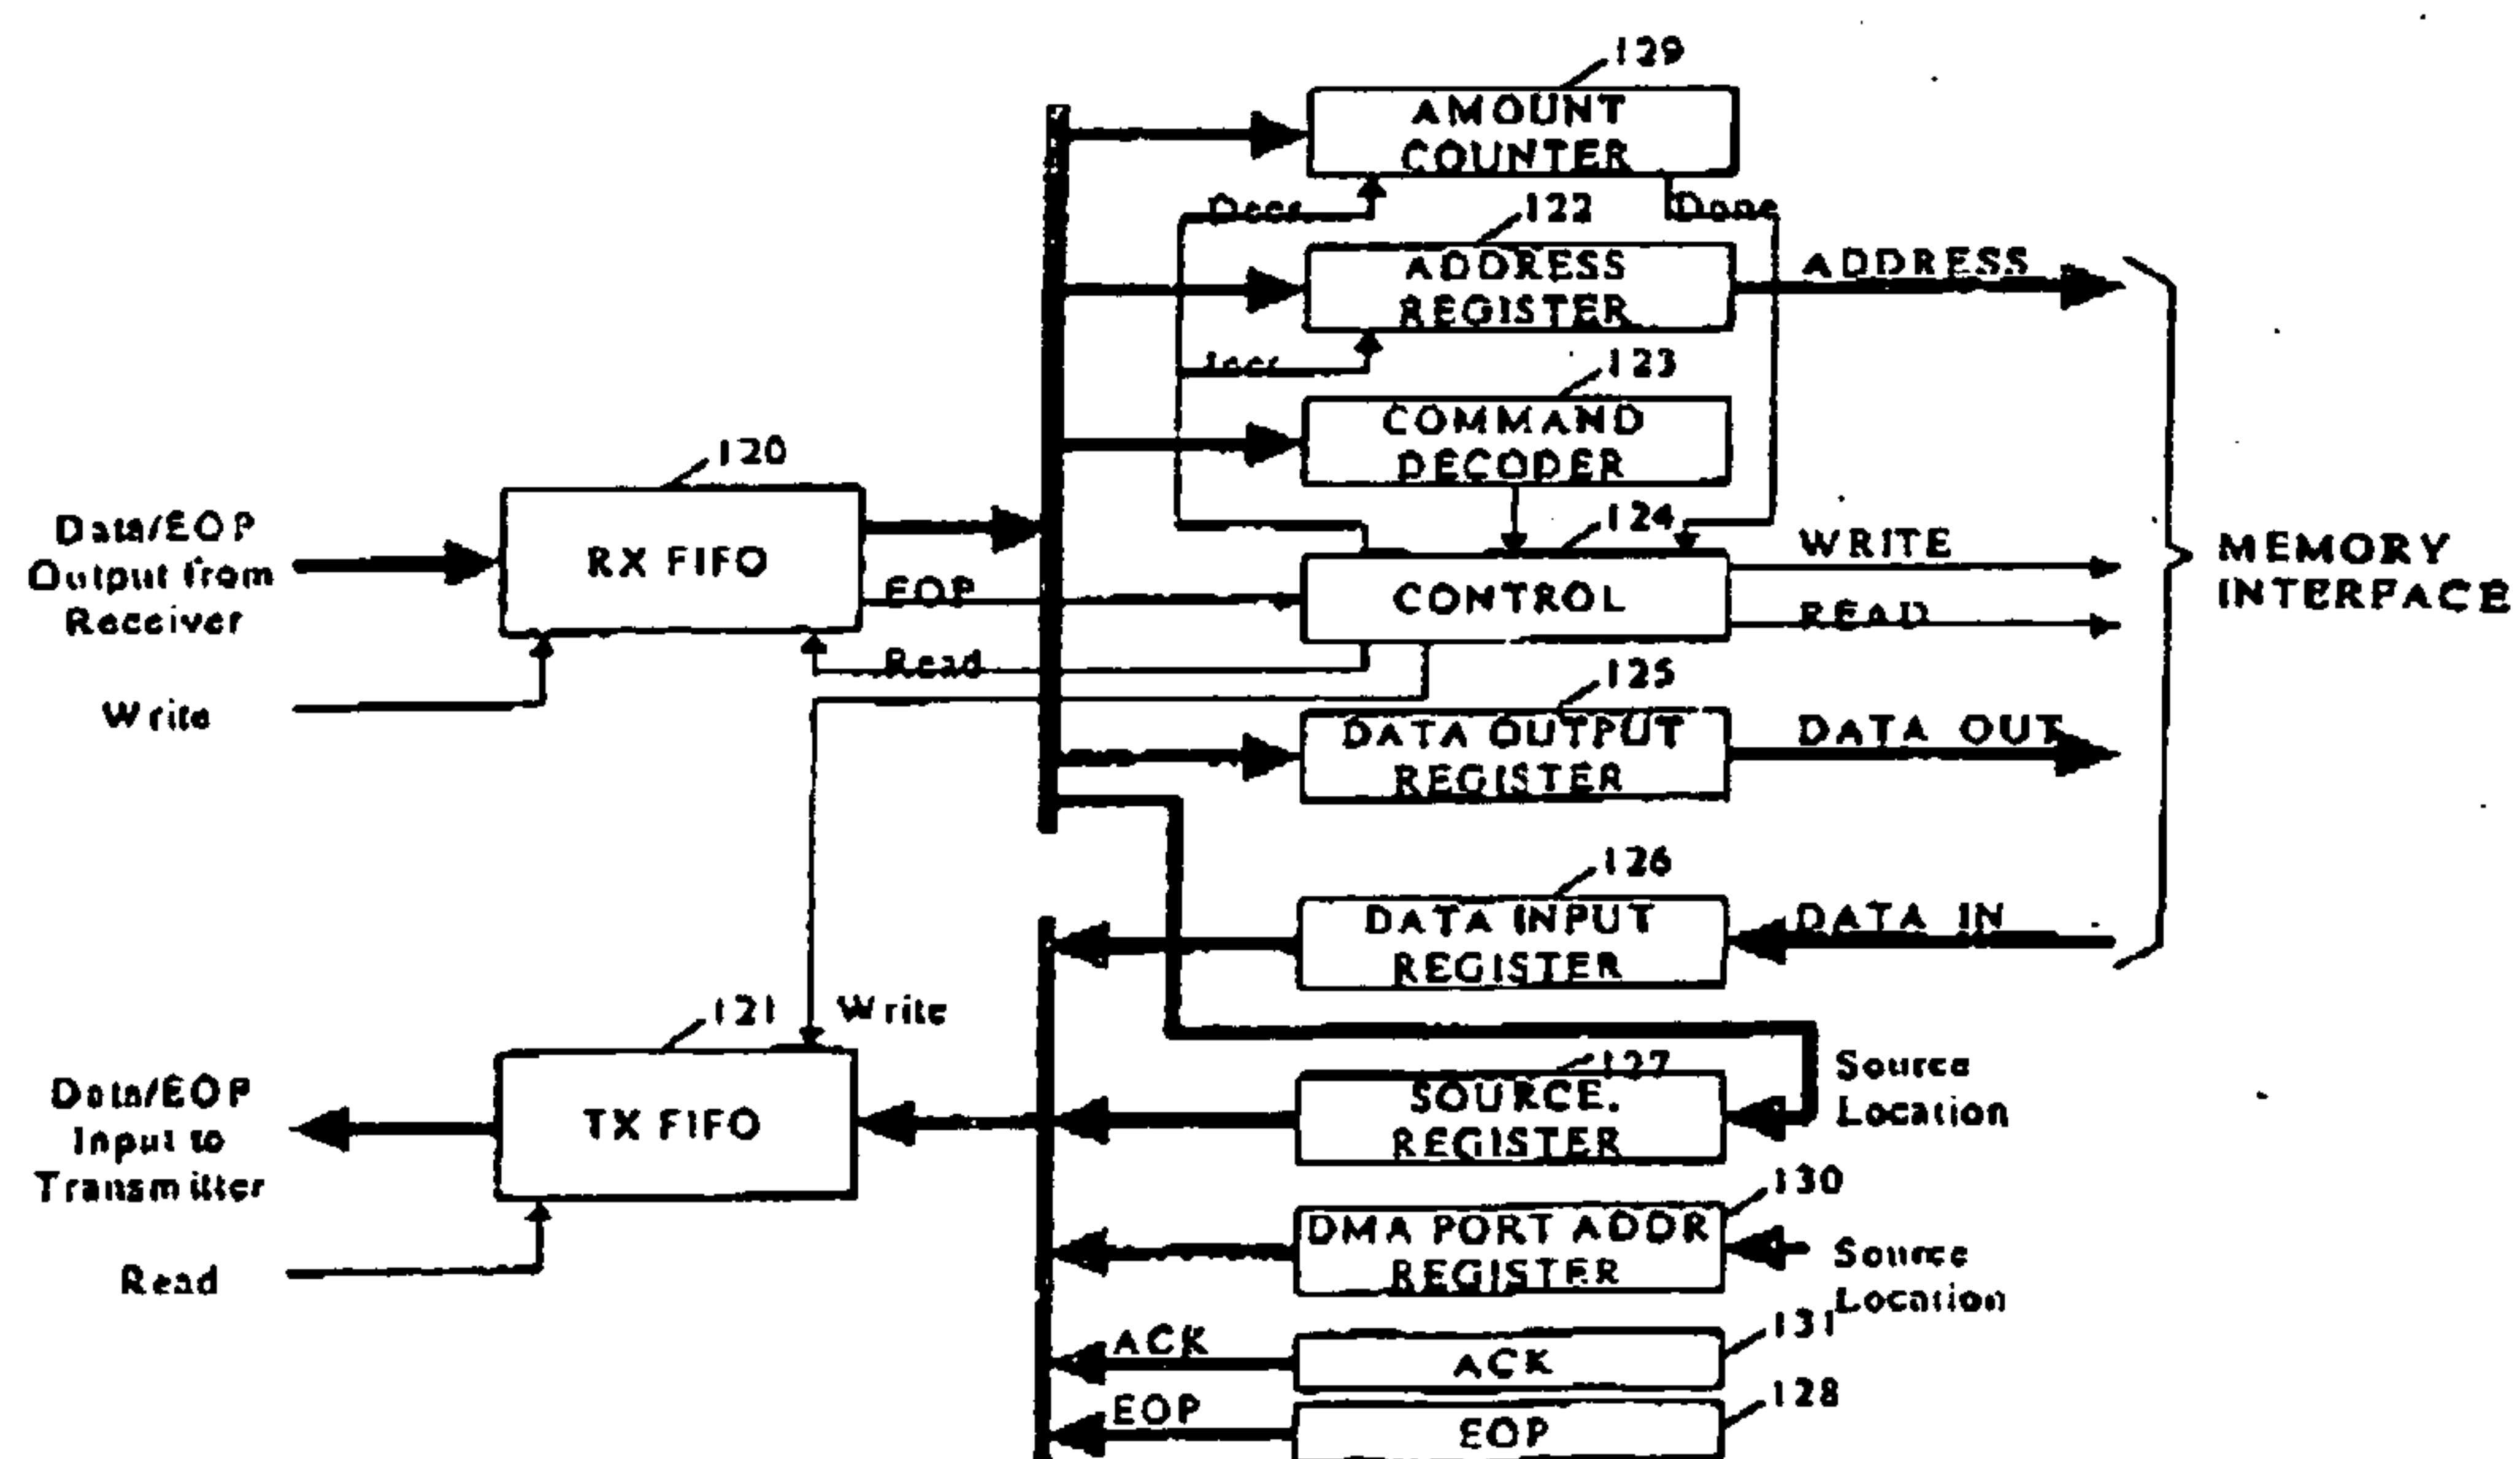 129
AMOUNT
COUNTER
Decr
Done
122
ADDRESS
REGISTER
ADDRESS
Incr
123
COMMAND
DECODER
120
RX FIFO
Data/EOP
Output from
Receiver
EOP
124
CONTROL
WRITE
READ
MEMORY
INTERFACE
Read
Write
125
DATA OUTPUT
REGISTER
DATA OUT
126
DATA INPUT
REGISTER
DATA IN
121
Write
TX FIFO
Data/EOP
Input to
Transmitter
127
SOURCE.
REGISTER
Source
Location
130
DMA PORT ADDR
REGISTER
Source
Location
Read
131
ACK
ACK
128
EOP
EOP